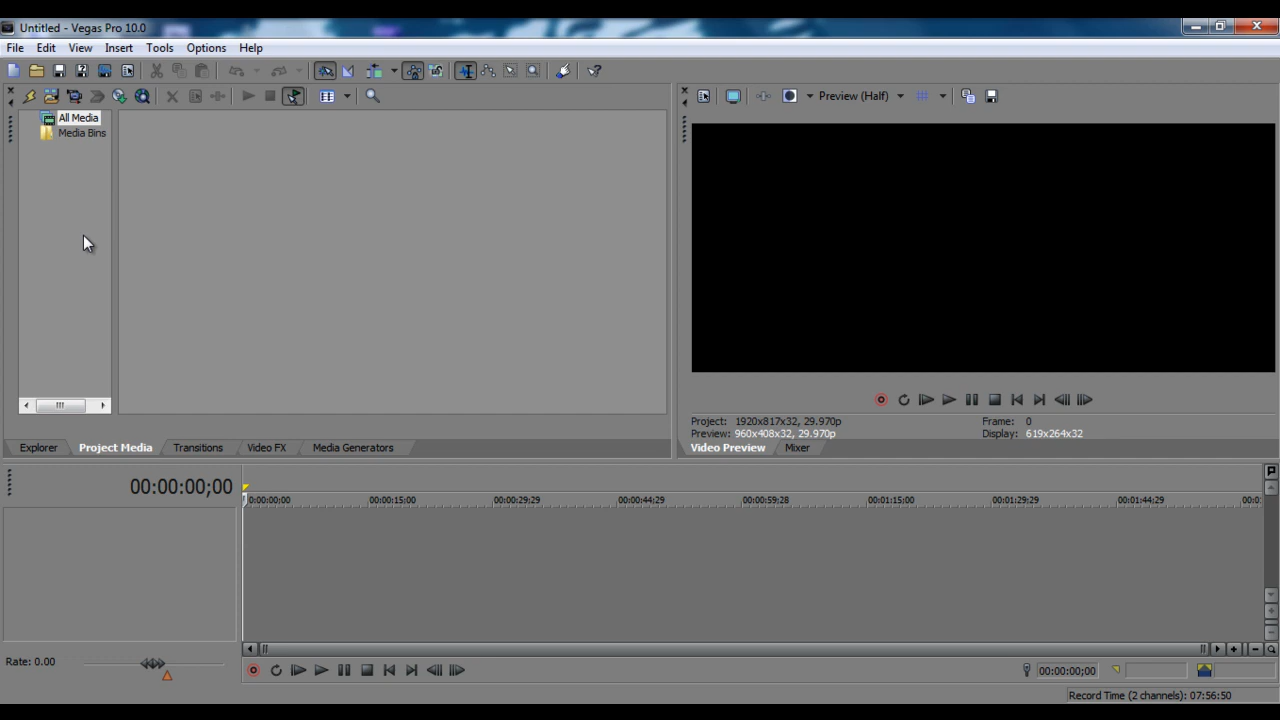 Untitled - Vegas Pro 10.0
File Edit View Insert Tools Options Help
Preview (Half)
All Media
Media Bins
Project: 1920x817x32, 29.970p Frame: 0
Preview: 960x408x32, 29.970p Display: 619x264x32
Explorer Project Media Transitions Video FX Media Generators
Video Preview Mixer
00:00:00;00
0:00:00;00 00:00:15;00 00:00:29;29 00:00:44;29 00:00:59;28 00:01:15;00 00:01:29;29 00:01:44;29 00:0
Rate: 0.00
00:00:00;00
Record Time (2 channels): 07:56:50